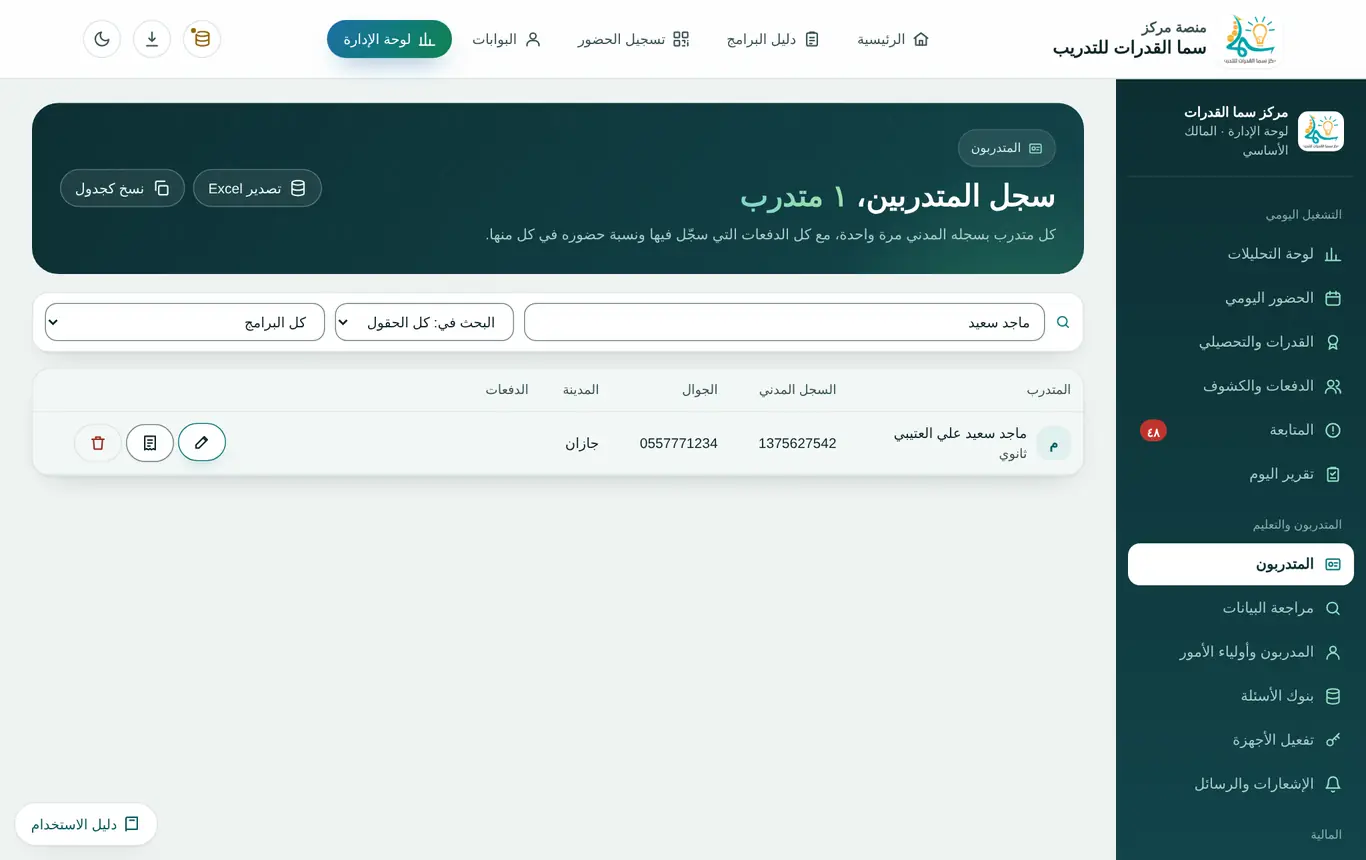 منصة مركز
سما القدرات للتدريب
الرئيسية
دليل البرامج
تسجيل الحضور
البوابات
لوحة الإدارة
مركز سما القدرات
لوحة الإدارة · المالك
الأساسي
التشغيل اليومي
لوحة التحليلات
الحضور اليومي
القدرات والتحصيلي
الدفعات والكشوف
المتابعة ٤٨
تقرير اليوم
المتدربون والتعليم
المتدربون
مراجعة البيانات
المدربون وأولياء الأمور
بنوك الأسئلة
تفعيل الأجهزة
الإشعارات والرسائل
المالية
المتدربون
سجل المتدربين، ١ متدرب
كل متدرب بسجله المدني مرة واحدة، مع كل الدفعات التي سجّل فيها ونسبة حضوره في كل منها.
تصدير Excel
نسخ كجدول
ماجد سعيد
البحث في: كل الحقول
كل البرامج
المتدرب السجل المدني الجوال المدينة الدفعات
م ماجد سعيد علي العتيبي 1375627542 0557771234 جازان
ثانوي
دليل الاستخدام